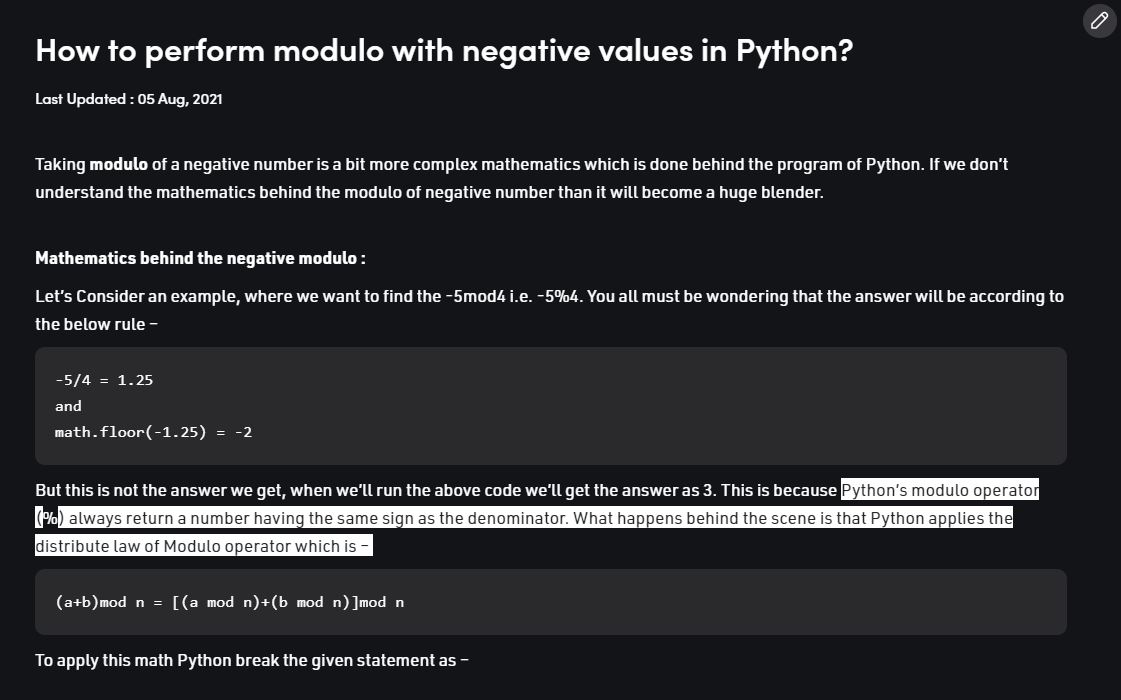 How to perform modulo with negative values in Python?
Last Updated : 05 Aug, 2021
Taking modulo of a negative number is a bit more complex mathematics which is done behind the program of Python. If we don’t
understand the mathematics behind the modulo of negative number than it will become a huge blender.
Mathematics behind the negative modulo :
Let’s Consider an example, where we want to find the -5mod4 i.e. -5%4. You all must be wondering that the answer will be according to
the below rule –
-5/4 = 1.25
and
math.floor(-1.25) = -2
But this is not the answer we get, when we’ll run the above code we’ll get the answer as 3. This is because Python’s modulo operator
(%) always return a number having the same sign as the denominator. What happens behind the scene is that Python applies the
distribute law of Modulo operator which is –
(a+b)mod n = [(a mod n)+(b mod n)]mod n
To apply this math Python break the given statement as –